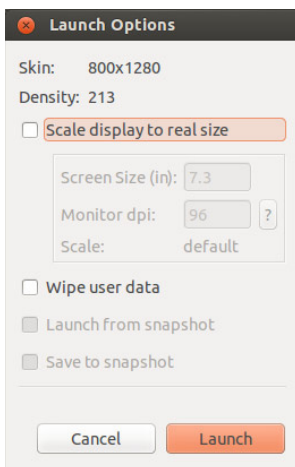 Launch Options
Skin: 800x1280
Density: 213
Scale display to real size
Screen Size (in): 7.3
Monitor dpi: 96 ?
Scale: default
Wipe user data
Launch from snapshot
Save to snapshot
Cancel Launch